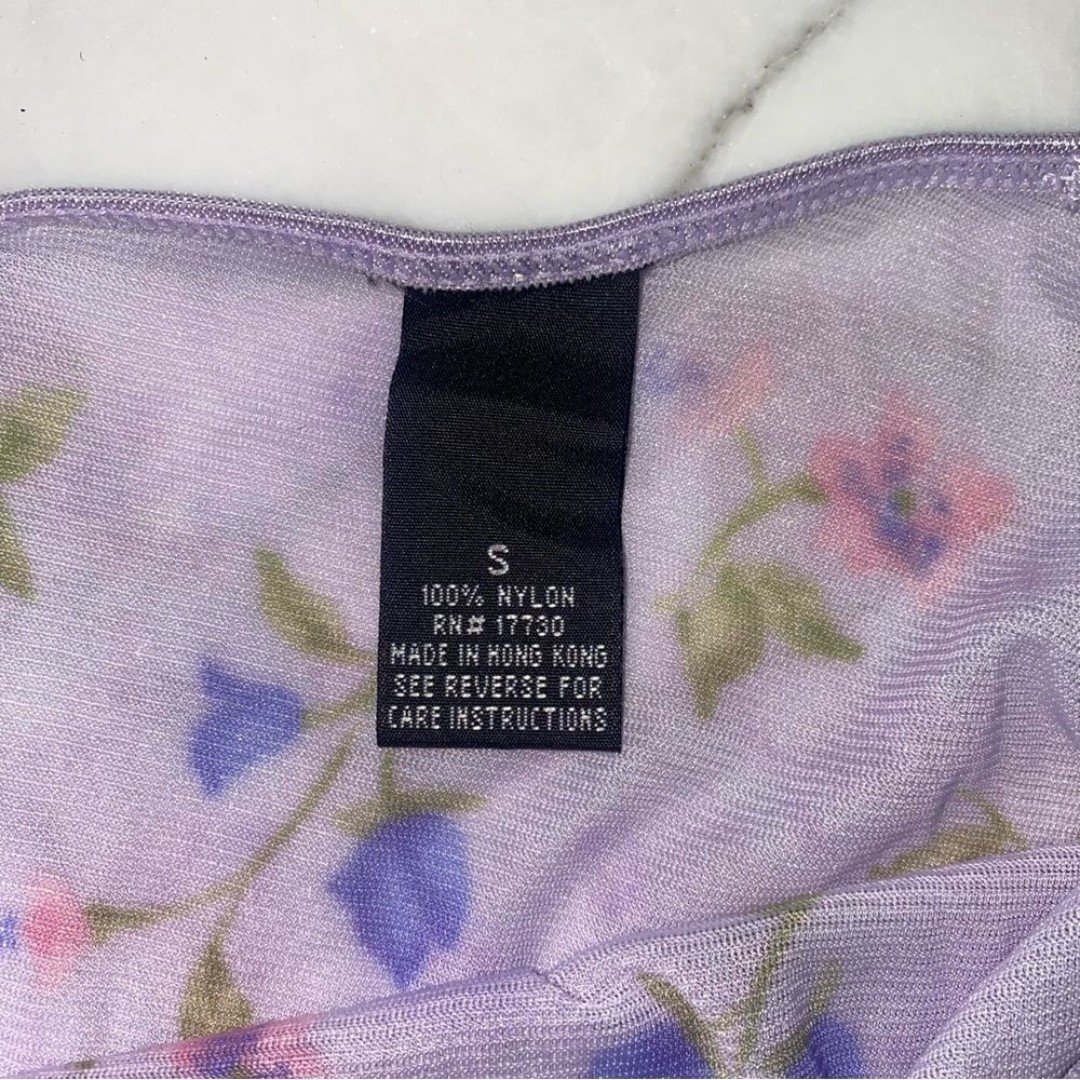 S
100% NYLON
RN# 17730
MADE IN HONG KONG
SEE REVERSE FOR
CARE INSTRUCTIONS